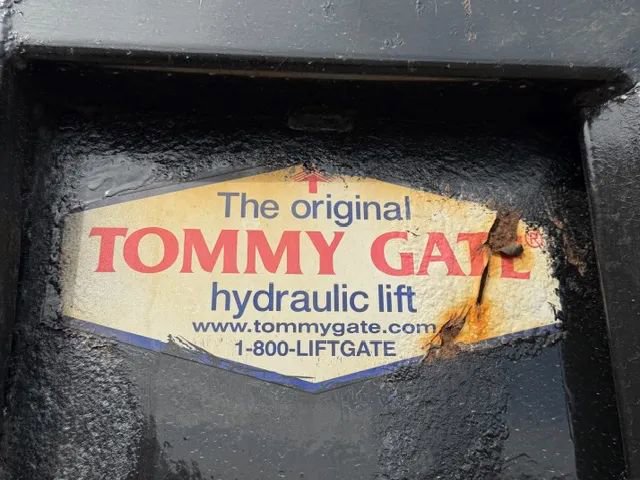 The original
TOMMY GATE®
hydraulic lift
www.tommygate.com
1-800-LIFTGATE